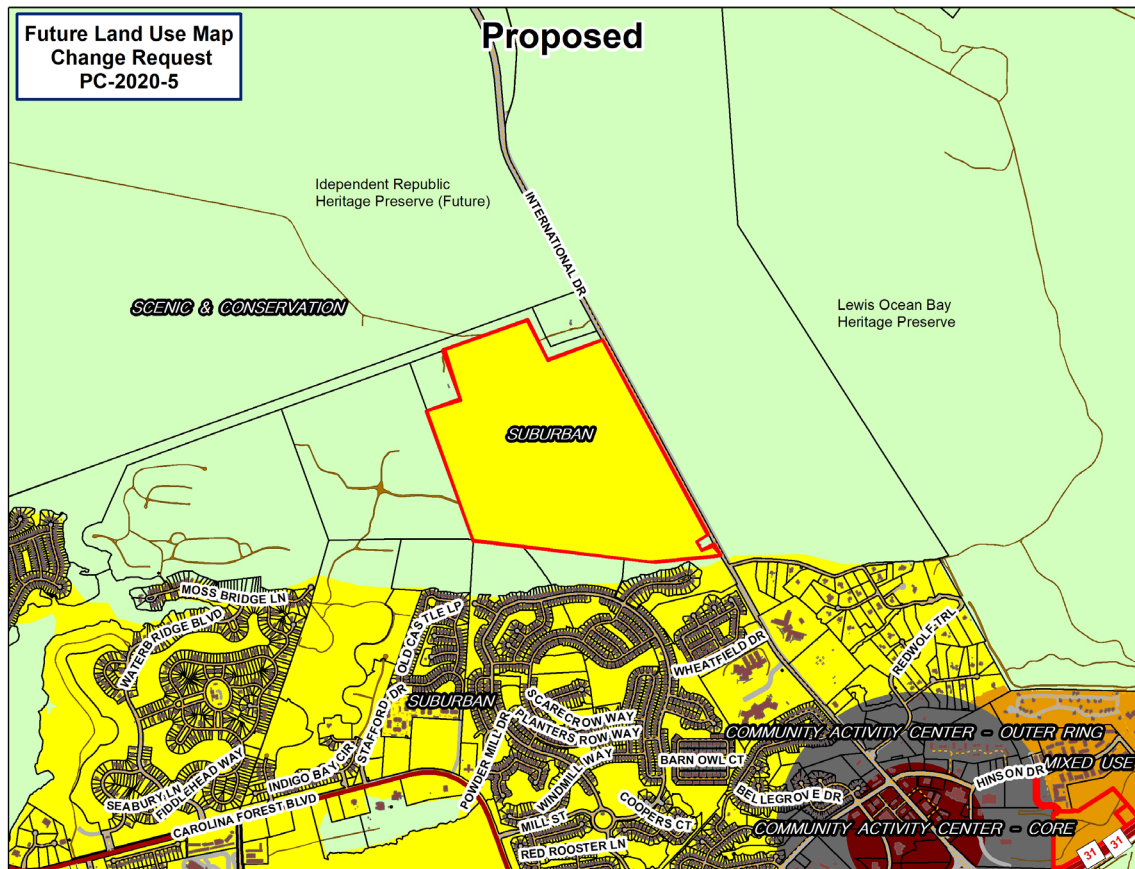 Future Land Use Map
Change Request
PC-2020-5
Proposed
Idependent Republic
Heritage Preserve (Future)
INTERNATIONAL DR
SCENIC & CONSERVATION
Lewis Ocean Bay
Heritage Preserve
SUBURBAN
MOSS BRIDGE LN
WATERBRIDGE BLVD
OLD CASTLE LP
REDWOLF TRL
WHEATFIELD DR
STAFFORD DR
SUBURBAN
SCARECROW WAY
PLANTERS ROW WAY
COMMUNITY ACTIVITY CENTER - OUTER RING
POWDER MILL DR
WINDMILL WAY
BARN OWL CT
MIXED USE
INDIGO BAY CIR
HINSON DR
SEABURY LN
FIDDLEHEAD WAY
BELLEGROVE DR
CAROLINA FOREST BLVD
COOPERS CT
MILL ST
COMMUNITY ACTIVITY CENTER - CORE
RED ROOSTER LN
31
31